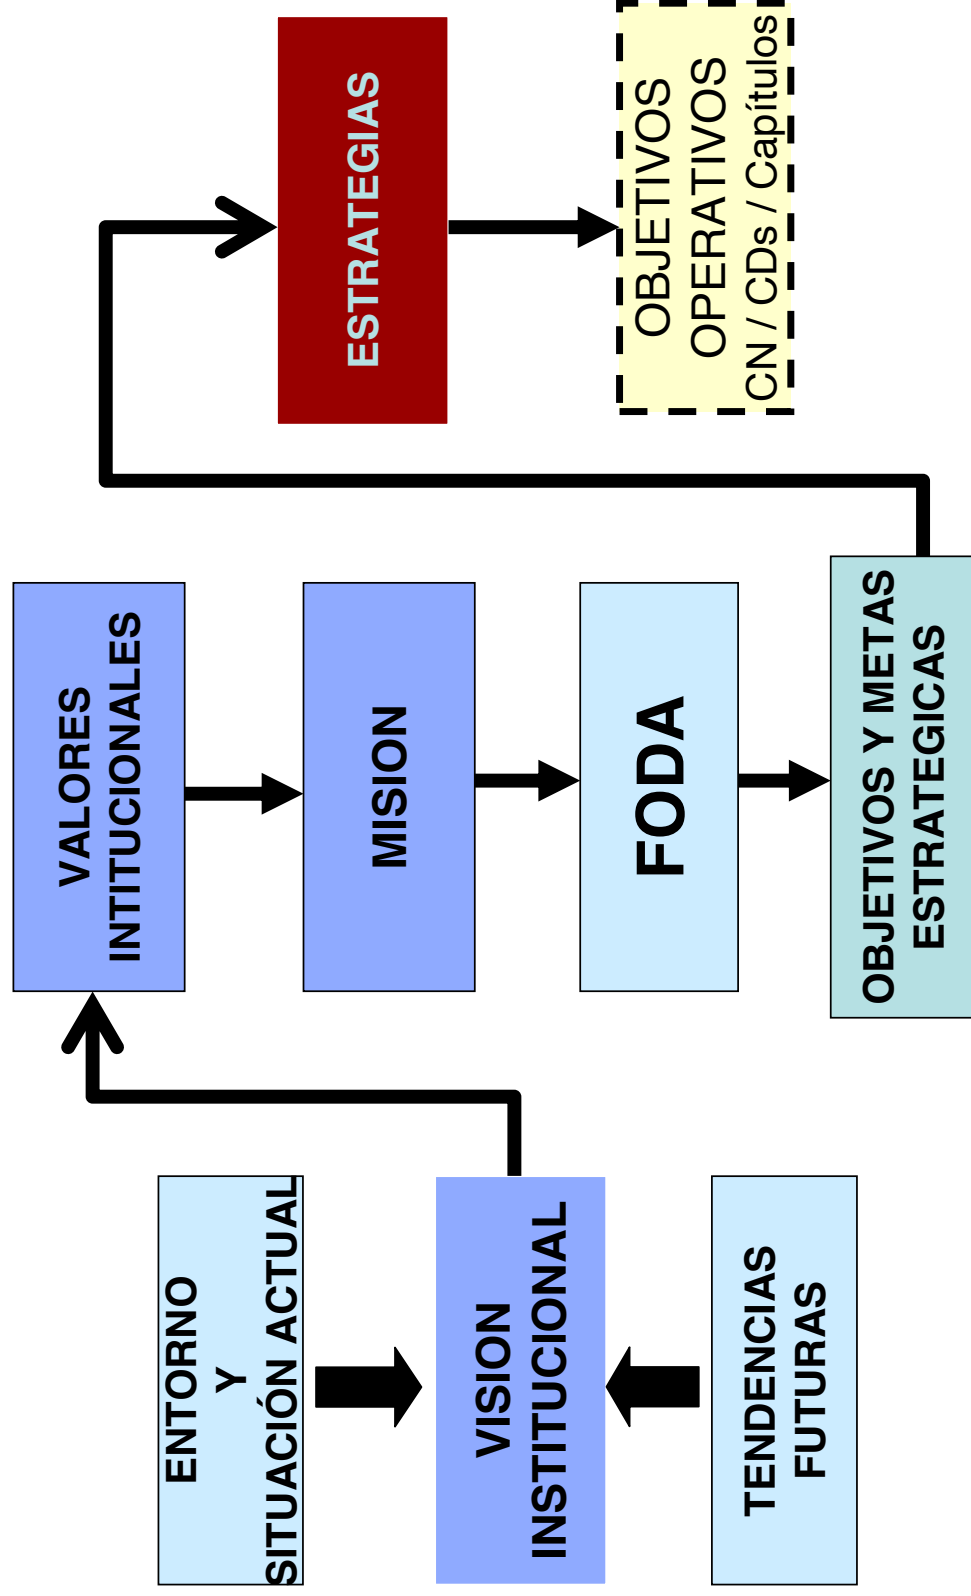 ENTORNO
Y
SITUACIÓN ACTUAL
VISION
INSTITUCIONAL
TENDENCIAS
FUTURAS
VALORES
INTITUCIONALES
MISION
FODA
OBJETIVOS Y METAS
ESTRATEGICAS
ESTRATEGIAS
OBJETIVOS
OPERATIVOS
CN / CDs / Capítulos